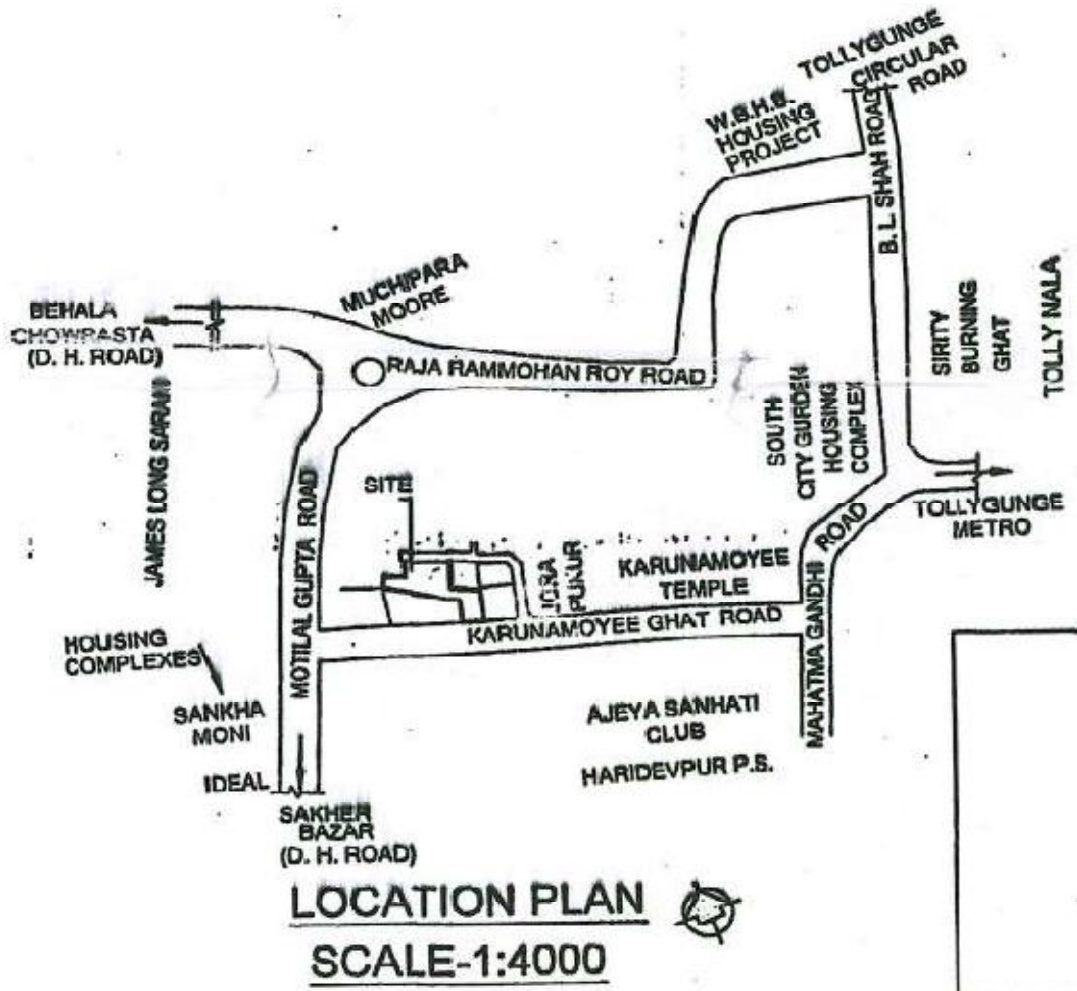 TOLLYGUNGE
CIRCULAR
ROAD
W.B.H.B.
HOUSING
PROJECT
B. L. SHAH ROAD
MUCHIPARA
MOORE
BEHALA
CHOWRASTA
(D. H. ROAD)
RAJA RAMMOHAN ROY ROAD
SIRITY
BURNING
GHAT
TOLLY NALA
JAMES LONG SARANI
SOUTH
CITY GURDEN
HOUSING
COMPLEX
SITE
MOTILAL GUPTA ROAD
TOLLYGUNGE
METRO
MAHATMA GANDHI ROAD
PUKUR
KARUNAMOYEE
TEMPLE
KARUNAMOYEE GHAT ROAD
HOUSING
COMPLEXES
SANKHA
MONI
IDEAL
AJEYA SANHATI
CLUB
HARIDEVPUR P.S.
SAKHER
BAZAR
(D. H. ROAD)
LOCATION PLAN
SCALE-1:4000